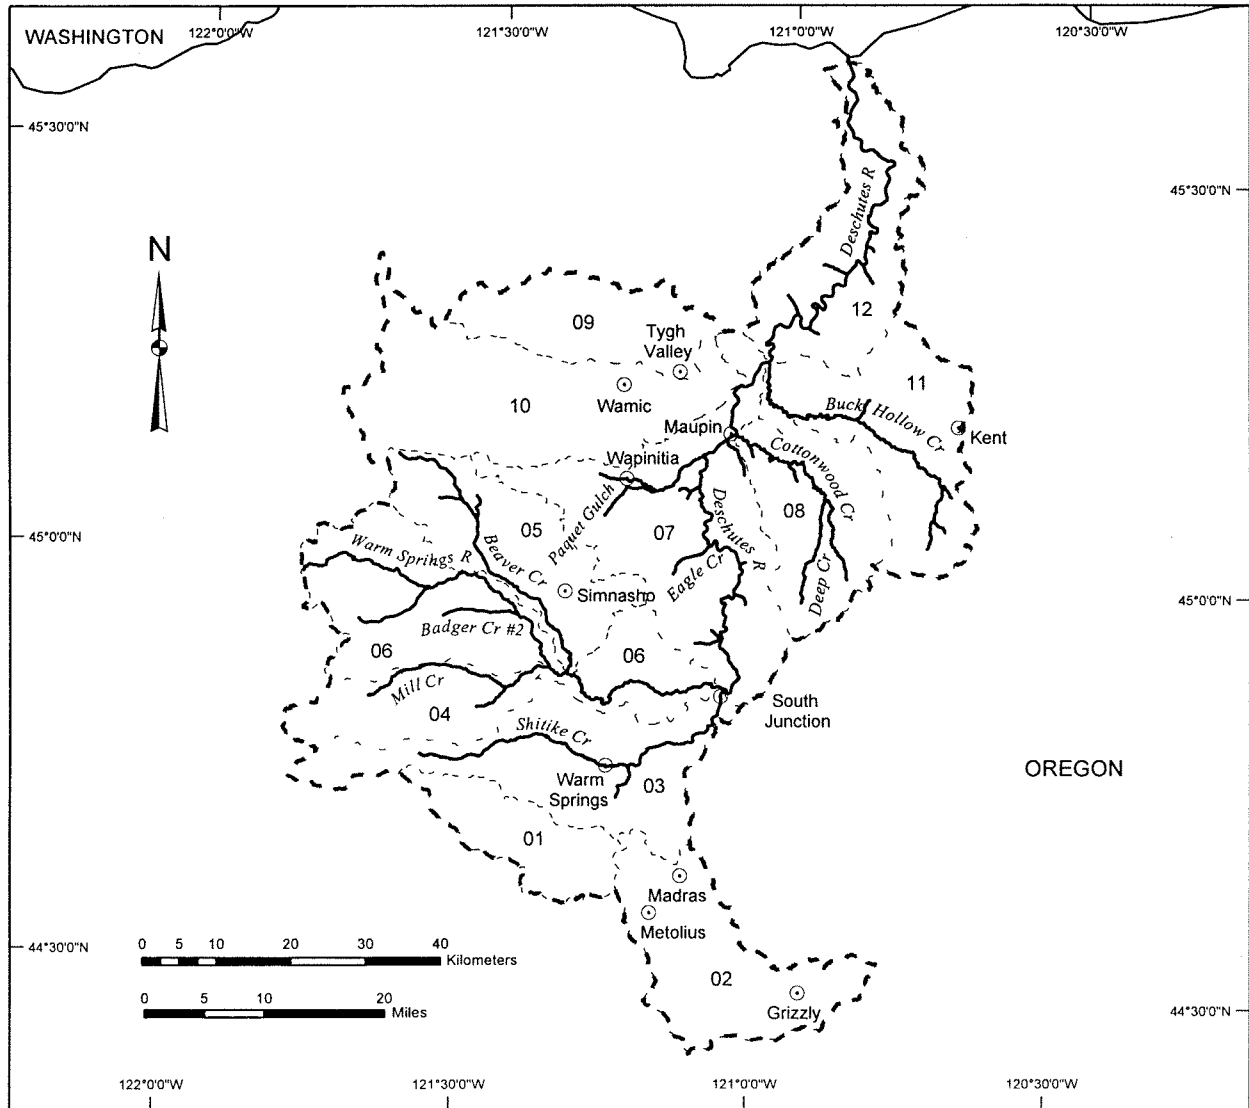 122°0'0"W
121°30'0"W
121°0'0"W
120°30'0"W
WASHINGTON
45°30'0"N
45°30'0"N
Deschutes R
N
12
09
Tygh
Valley
11
10
Wamic
Buck Hollow Cr
Maupin
Kent
Cottonwood Cr
Wapinitia
Paquet Gulch
Deschutes R
08
05
07
45°0'0"N
Warm Springs R
Beaver Cr
Eagle Cr
Deep Cr
Simnasho
45°0'0"N
Badger Cr #2
06
06
Mill Cr
South
Junction
04
Shitike Cr
OREGON
Warm
Springs
03
01
Madras
Metolius
44°30'0"N
0 5 10 20 30 40
Kilometers
02
0 5 10 20
Miles
Grizzly
44°30'0"N
122°0'0"W
121°30'0"W
121°0'0"W
120°30'0"W